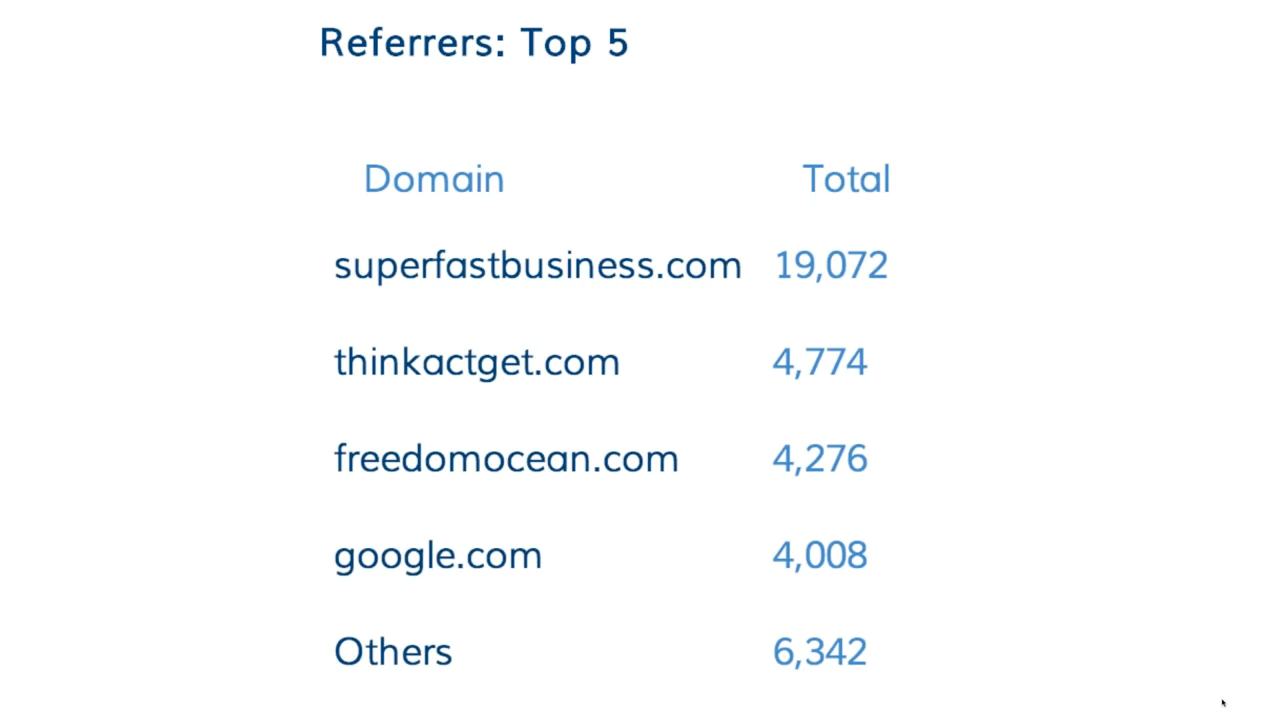 Referrers: Top 5
Domain Total
superfastbusiness.com 19,072
thinkactget.com 4,774
freedomocean.com 4,276
google.com 4,008
Others 6,342